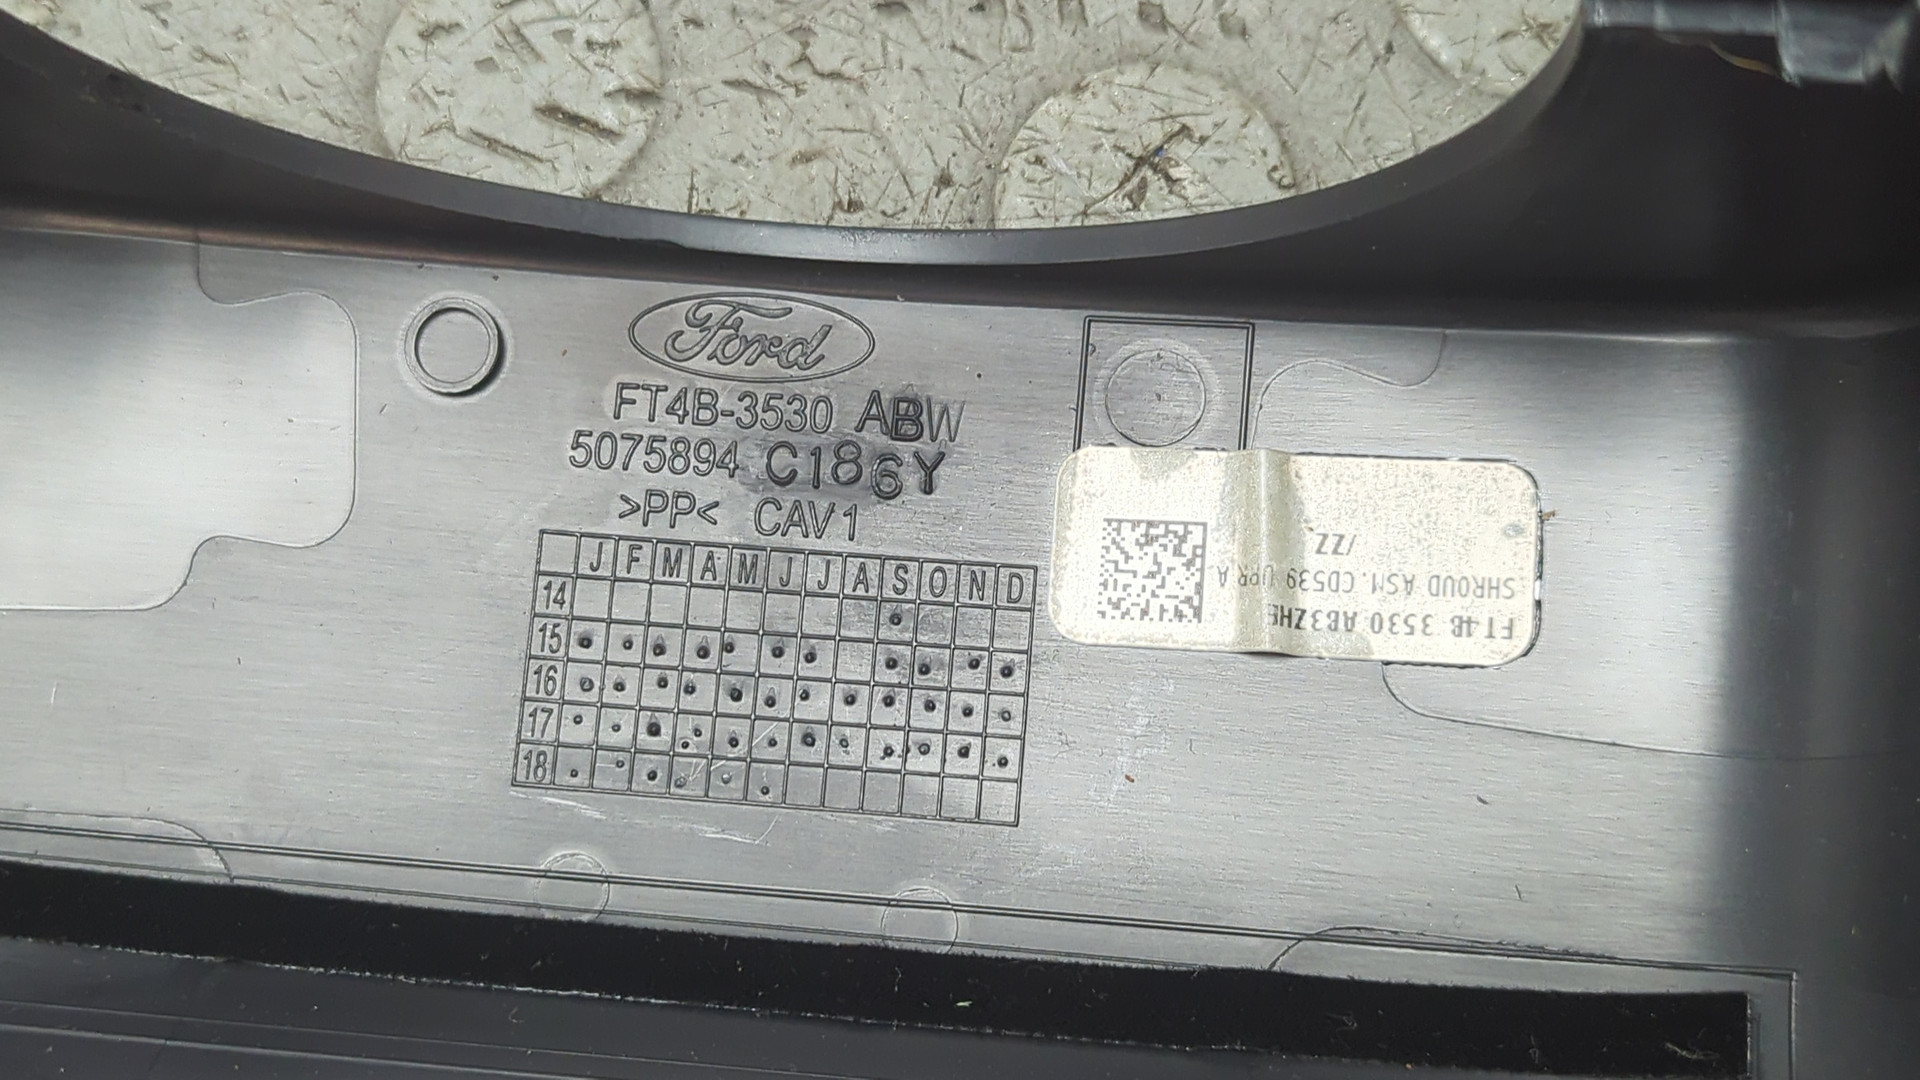 Ford
FT4B-3530 ABW
5075894 C186Y
>PP< CAV1
J F M A M J J A S O N D
14
15
16
17
18
FT4B 3530
SHROUD ASM. CD539 UPR A
/ZZ